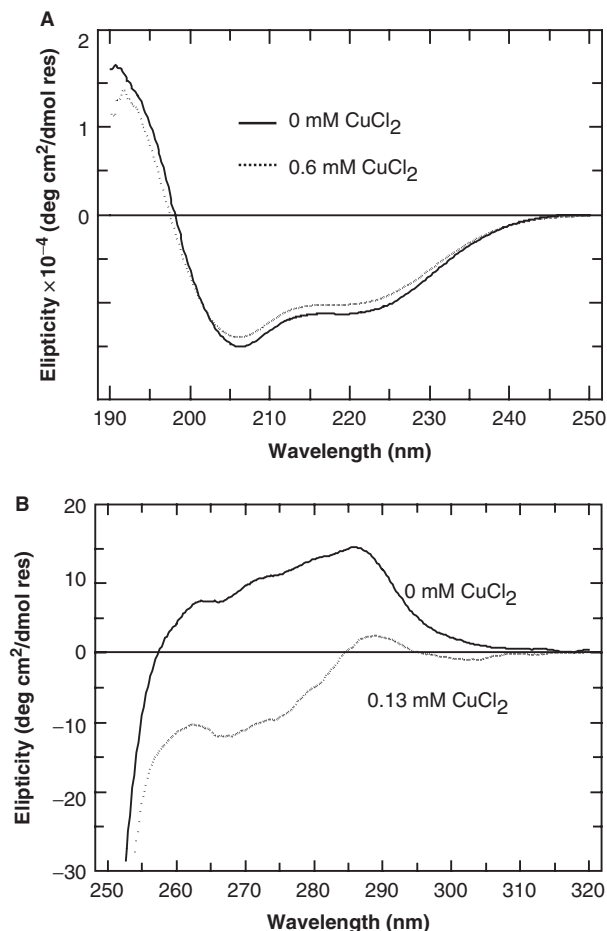 A
Elipticity × 10⁻⁴ (deg cm²/dmol res)
2
1
0
0 mM CuCl₂
0.6 mM CuCl₂
190 200 210 220 230 240 250
Wavelength (nm)
B
Elipticity (deg cm²/dmol res)
20
10
0
−10
−20
−30
0 mM CuCl₂
0.13 mM CuCl₂
250 260 270 280 290 300 310 320
Wavelength (nm)